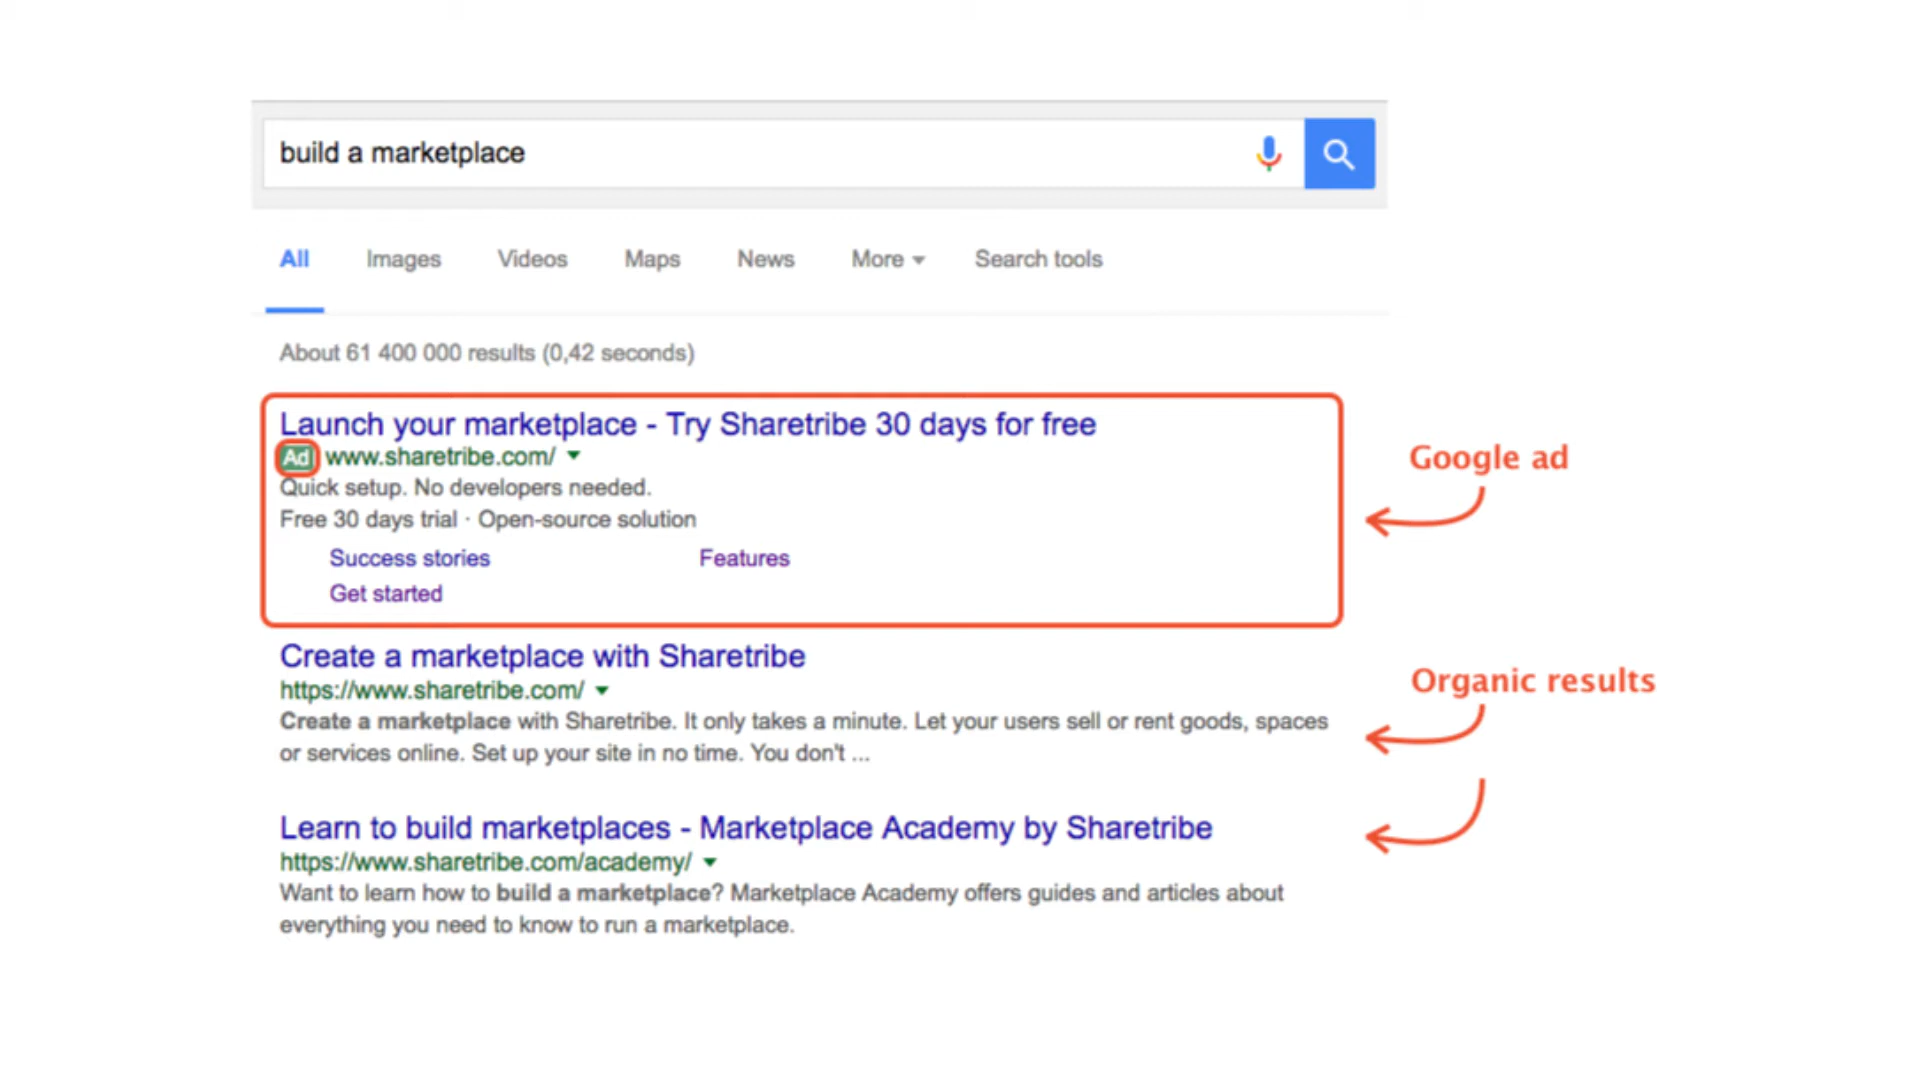 build a marketplace
All Images Videos Maps News More Search tools
About 61 400 000 results (0,42 seconds)
Launch your marketplace - Try Sharetribe 30 days for free
Ad www.sharetribe.com/
Quick setup. No developers needed.
Free 30 days trial · Open-source solution
Success stories Features
Get started
Google ad
Create a marketplace with Sharetribe
https://www.sharetribe.com/
Create a marketplace with Sharetribe. It only takes a minute. Let your users sell or rent goods, spaces
or services online. Set up your site in no time. You don't ...
Organic results
Learn to build marketplaces - Marketplace Academy by Sharetribe
https://www.sharetribe.com/academy/
Want to learn how to build a marketplace? Marketplace Academy offers guides and articles about
everything you need to know to run a marketplace.